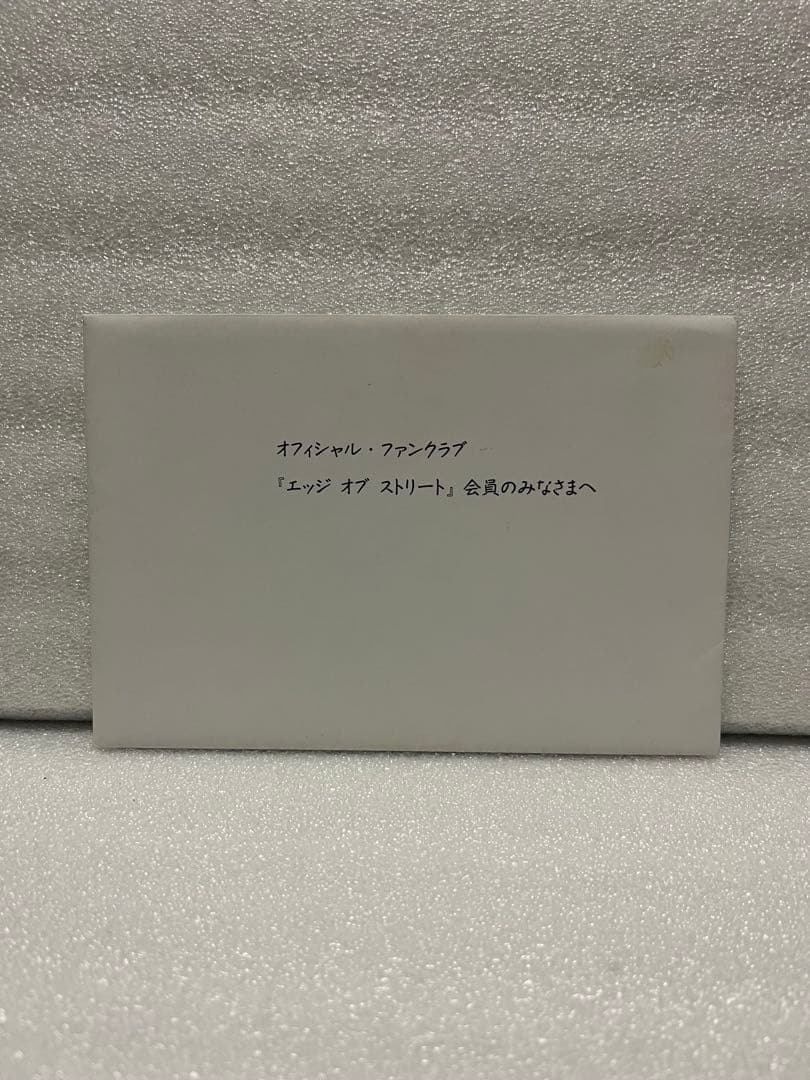 オフィシャル・ファンクラブ
『エッジ オブ ストリート』会員のみなさまへ